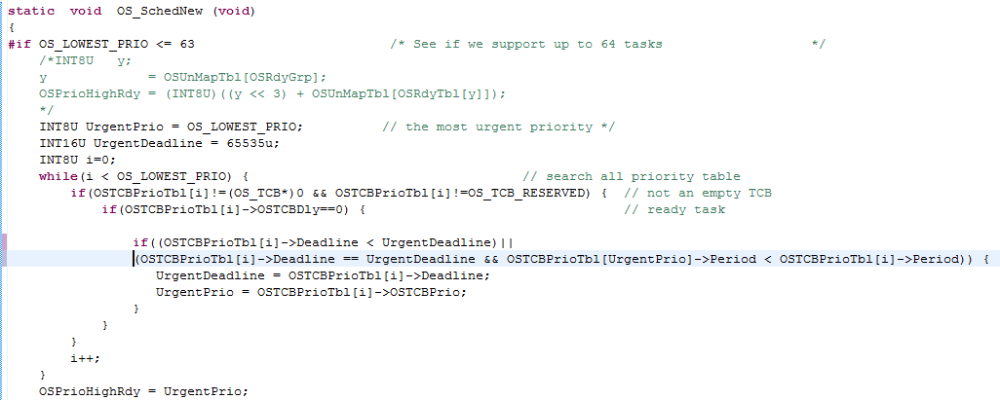 static  void  OS_SchedNew (void)
{
#if OS_LOWEST_PRIO <= 63                         /* See if we support up to 64 tasks                   */
    /*INT8U   y;
    y             = OSUnMapTbl[OSRdyGrp];
    OSPrioHighRdy = (INT8U)((y << 3) + OSUnMapTbl[OSRdyTbl[y]]);
    */
    INT8U UrgentPrio = OS_LOWEST_PRIO;          // the most urgent priority */
    INT16U UrgentDeadline = 65535u;
    INT8U i=0;
    while(i < OS_LOWEST_PRIO) {                                   // search all priority table
        if(OSTCBPrioTbl[i]!=(OS_TCB*)0 && OSTCBPrioTbl[i]!=OS_TCB_RESERVED) {  // not an empty TCB
            if(OSTCBPrioTbl[i]->OSTCBDly==0) {                                 // ready task
                if((OSTCBPrioTbl[i]->Deadline < UrgentDeadline)||
                (OSTCBPrioTbl[i]->Deadline == UrgentDeadline && OSTCBPrioTbl[UrgentPrio]->Period < OSTCBPrioTbl[i]->Period)) {
                   UrgentDeadline = OSTCBPrioTbl[i]->Deadline;
                   UrgentPrio = OSTCBPrioTbl[i]->OSTCBPrio;
                }
            }
        }
        i++;
    }
    OSPrioHighRdy = UrgentPrio;